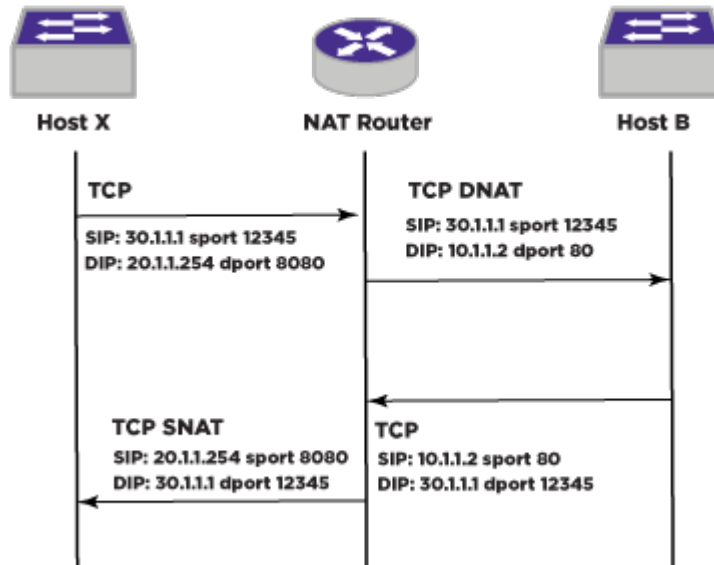 Host X
NAT Router
Host B
TCP
SIP: 30.1.1.1 sport 12345
DIP: 20.1.1.254 dport 8080
TCP DNAT
SIP: 30.1.1.1 sport 12345
DIP: 10.1.1.2 dport 80
TCP SNAT
SIP: 20.1.1.254 sport 8080
DIP: 30.1.1.1 dport 12345
TCP
SIP: 10.1.1.2 sport 80
DIP: 30.1.1.1 dport 12345